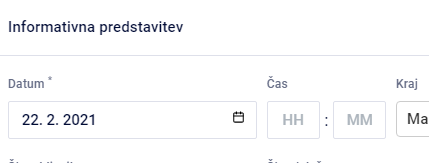 Informativna predstavitev
Datum * Čas Kraj
22. 2. 2021 HH : MM Ma